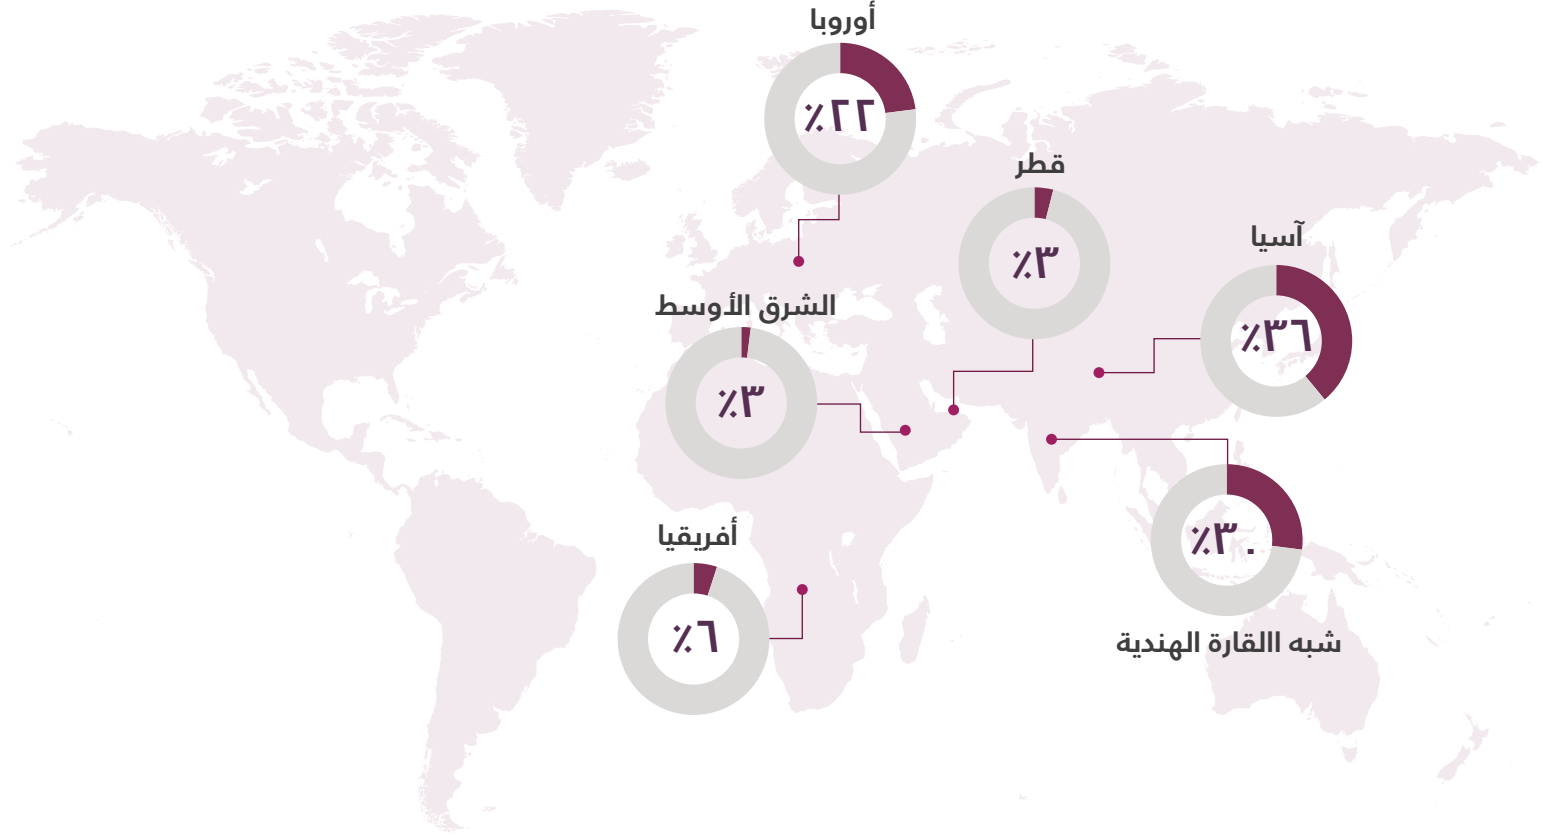 أوروبا
٪٢٢
قطر
٪٣
آسيا
٪٣٦
الشرق الأوسط
٪٣
٪٣٠
شبه االقارة الهندية
أفريقيا
٪٦